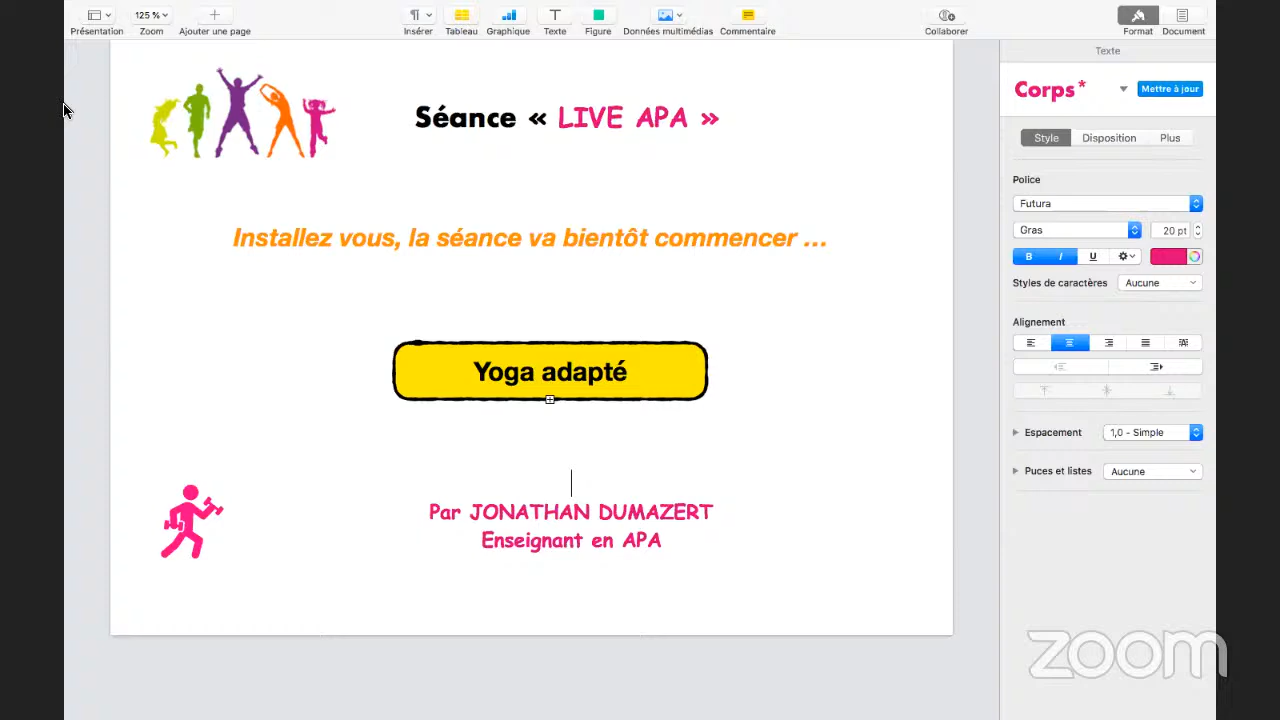 Présentation
125 %
Zoom
Ajouter une page
Insérer
Tableau
Graphique
T
Texte
Figure
Données multimédias
Commentaire
Collaborer
Format
Document
Texte
Corps*
Mettre à jour
Style
Disposition
Plus
Police
Futura
Gras
20 pt
B I U
Styles de caractères
Aucune
Alignement
Espacement
1,0 - Simple
Puces et listes
Aucune
Séance « LIVE APA »
Installez vous, la séance va bientôt commencer ...
Yoga adapté
Par JONATHAN DUMAZERT
Enseignant en APA
zoom